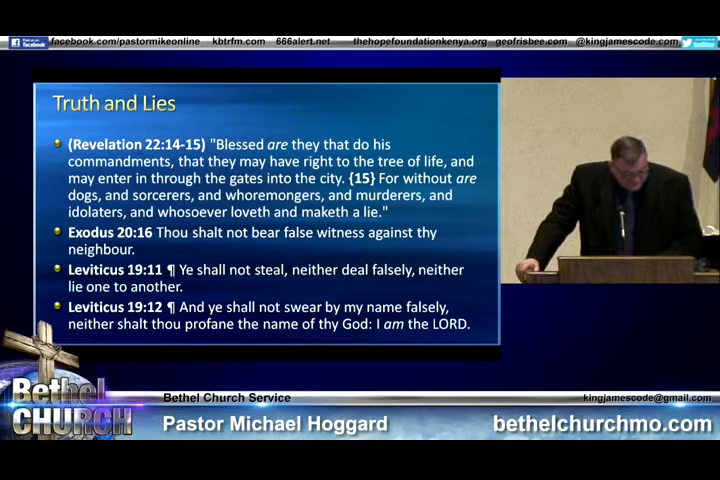 Find us on facebook facebook.com/pastormikeonline kbtrfm.com 666alert.net thehopefoundationkenya.org geofrisbee.com @kingjamescode.com twitter
Truth and Lies
(Revelation 22:14-15) "Blessed are they that do his
commandments, that they may have right to the tree of life, and
may enter in through the gates into the city. {15} For without are
dogs, and sorcerers, and whoremongers, and murderers, and
idolaters, and whosoever loveth and maketh a lie."
Exodus 20:16 Thou shalt not bear false witness against thy
neighbour.
Leviticus 19:11 ¶ Ye shall not steal, neither deal falsely, neither
lie one to another.
Leviticus 19:12 ¶ And ye shall not swear by my name falsely,
neither shalt thou profane the name of thy God: I am the LORD.
Bethel
CHURCH
Bethel Church Service kingjamescode@gmail.com
Pastor Michael Hoggard bethelchurchmo.com